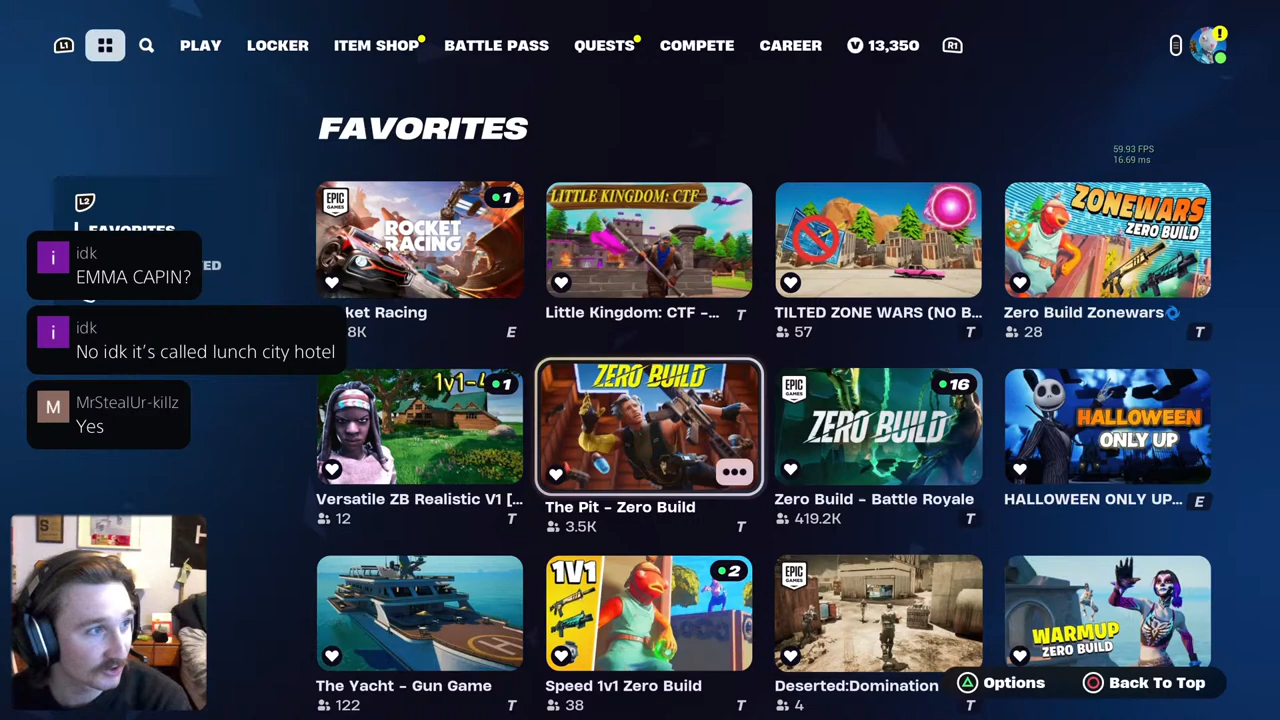 L1
PLAY
LOCKER
ITEM SHOP
BATTLE PASS
QUESTS
COMPETE
CAREER
V 13,350
R1
!
FAVORITES
59.93 FPS
16.69 ms
L2
FAVORITES
idk
EMMA CAPIN?
idk
No idk it's called lunch city hotel
M
MrStealUr-killz
Yes
EPIC GAMES
1
ROCKET RACING
ket Racing
8K
E
LITTLE KINGDOM: CTF
Little Kingdom: CTF -...
T
TILTED ZONE WARS (NO B...
57
T
ZONEWARS
ZERO BUILD
Zero Build Zonewars
28
T
1
Versatile ZB Realistic V1 [...
12
T
ZERO BUILD
The Pit - Zero Build
3.5K
T
EPIC GAMES
16
ZERO BUILD
Zero Build - Battle Royale
419.2K
T
HALLOWEEN
ONLY UP
HALLOWEEN ONLY UP...
E
The Yacht - Gun Game
122
T
1V1
2
Speed 1v1 Zero Build
38
T
EPIC GAMES
Deserted:Domination
4
T
WARMUP
ZERO BUILD
Options
Back To Top